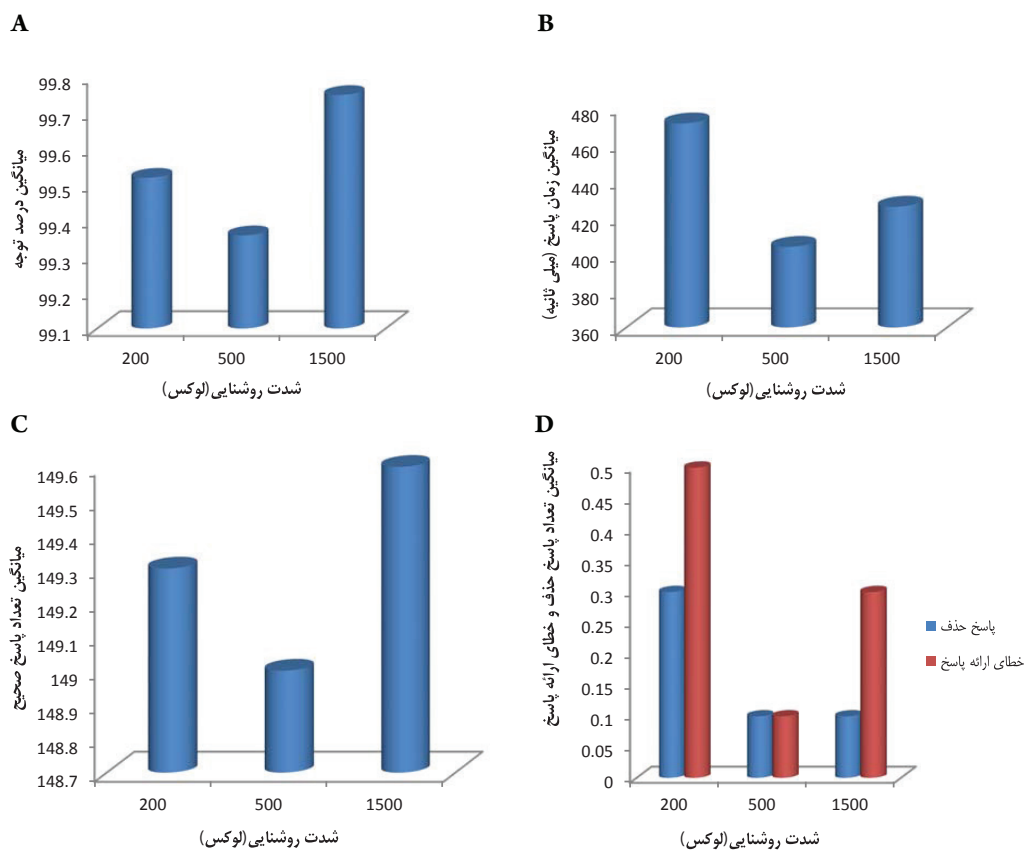 A
میانگین درصد توجه
99.8
99.7
99.6
99.5
99.4
99.3
99.2
99.1
200 500 1500
شدت روشنایی(لوکس)
B
میانگین زمان پاسخ (میلی ثانیه)
480
460
440
420
400
380
360
200 500 1500
شدت روشنایی(لوکس)
C
میانگین تعداد پاسخ صحیح
149.6
149.5
149.4
149.3
149.2
149.1
149
148.9
148.8
148.7
200 500 1500
شدت روشنایی(لوکس)
D
میانگین تعداد پاسخ حذف و خطای ارائه پاسخ
0.5
0.45
0.4
0.35
0.3
0.25
0.2
0.15
0.1
0.05
0
200 500 1500
شدت روشنایی(لوکس)
پاسخ حذف
خطای ارائه پاسخ